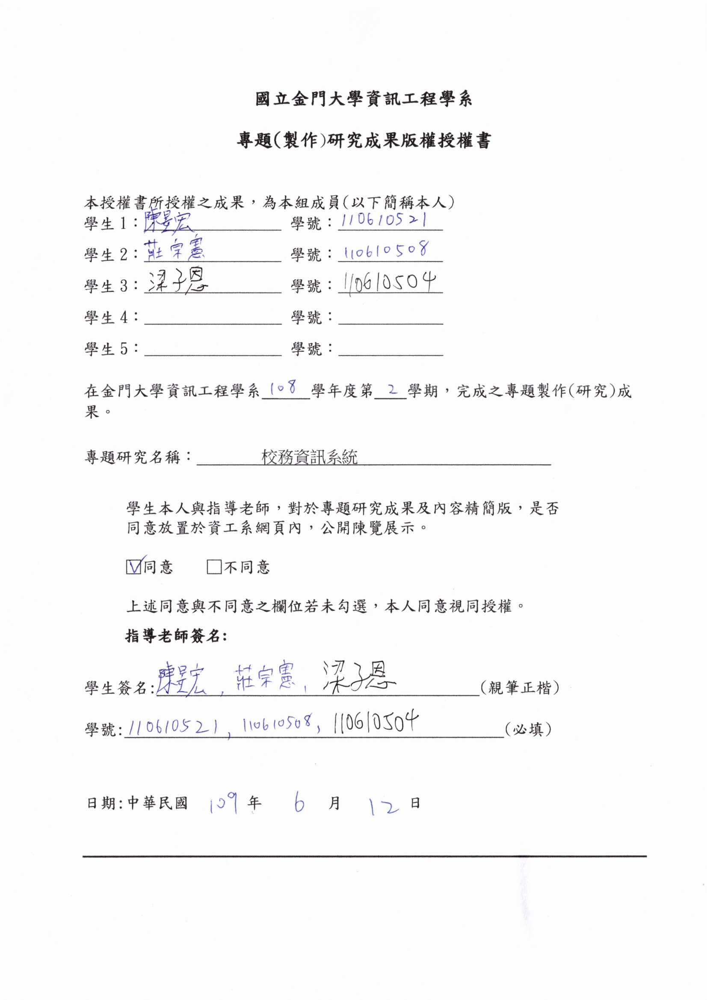 國立金門大學資訊工程學系
專題(製作)研究成果版權授權書
本授權書所授權之成果，為本組成員(以下簡稱本人)
學生 1：陳昱宏 學號：110610521
學生 2：莊宗憲 學號：110610508
學生 3：梁子恩 學號：110610504
學生 4： 學號：
學生 5： 學號：
在金門大學資訊工程學系 108 學年度第 2 學期，完成之專題製作(研究)成
果。
專題研究名稱： 校務資訊系統
學生本人與指導老師，對於專題研究成果及內容精簡版，是否
同意放置於資工系網頁內，公開陳覽展示。
☑同意 □不同意
上述同意與不同意之欄位若未勾選，本人同意視同授權。
指導老師簽名:
學生簽名:陳昱宏, 莊宗憲, 梁子恩 (親筆正楷)
學號:110610521, 110610508, 110610504 (必填)
日期:中華民國 109 年 6 月 12 日